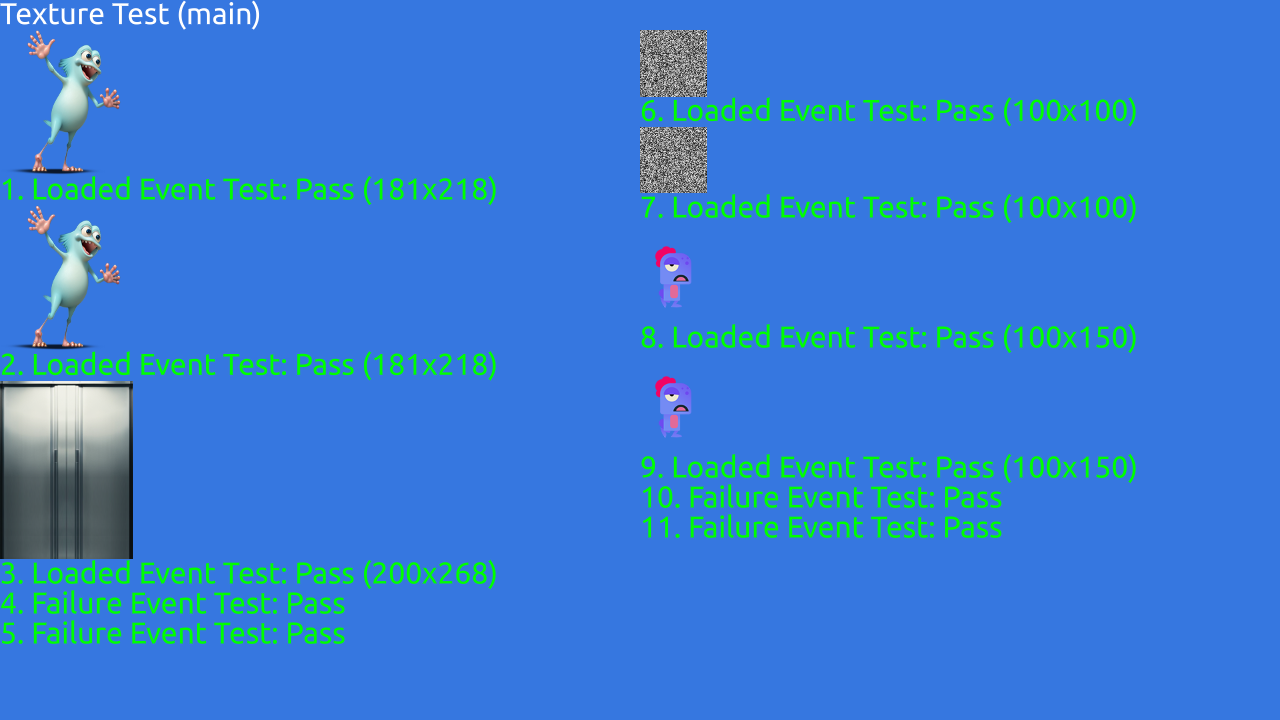 Texture Test (main)
1. Loaded Event Test: Pass (181x218)
2. Loaded Event Test: Pass (181x218)
3. Loaded Event Test: Pass (200x268)
4. Failure Event Test: Pass
5. Failure Event Test: Pass
6. Loaded Event Test: Pass (100x100)
7. Loaded Event Test: Pass (100x100)
8. Loaded Event Test: Pass (100x150)
9. Loaded Event Test: Pass (100x150)
10. Failure Event Test: Pass
11. Failure Event Test: Pass